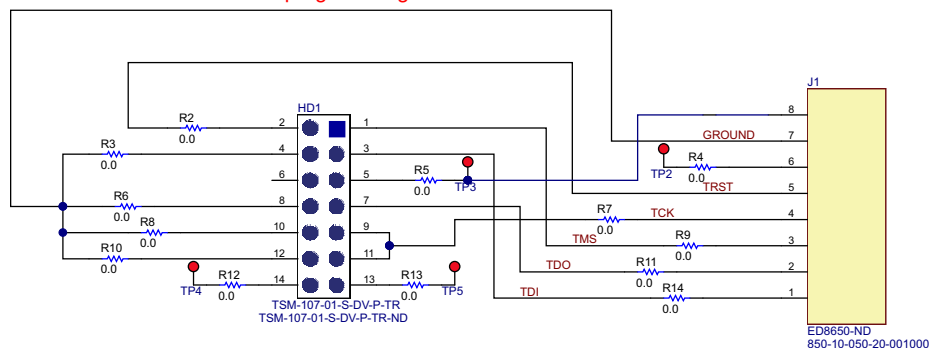 J1
HD1
R2
0.0
2
1
8
GROUND
7
R3
0.0
4
3
TP2
R4
0.0
6
6
5
R5
0.0
TP3
TRST
5
R6
0.0
8
7
R7
0.0
TCK
4
R8
0.0
10
9
TMS
R9
0.0
3
R10
0.0
12
11
TDO
R11
0.0
2
TP4
R12
0.0
14
13
R13
0.0
TP5
TDI
R14
0.0
1
TSM-107-01-S-DV-P-TR
TSM-107-01-S-DV-P-TR-ND
ED8650-ND
850-10-050-20-001000